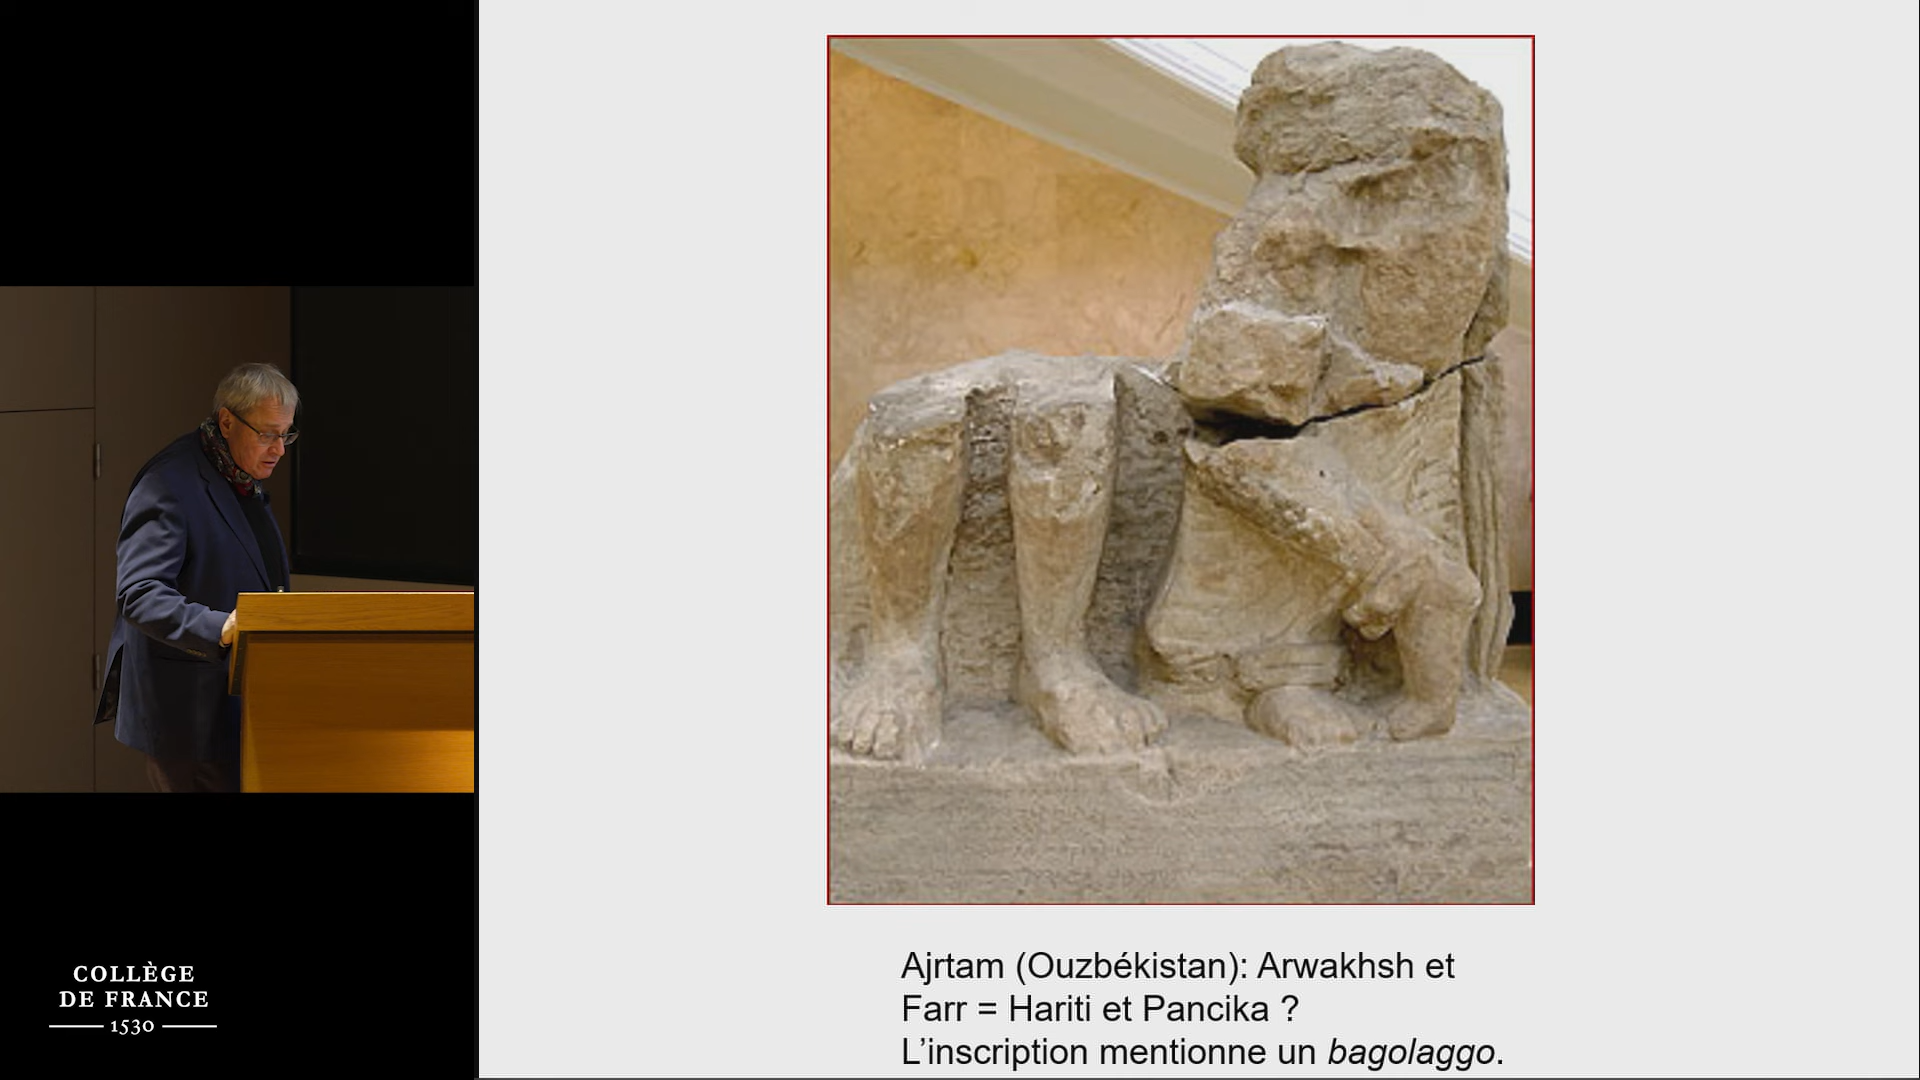 Ajrtam (Ouzbékistan): Arwakhsh et
Farr = Hariti et Pancika ?
L’inscription mentionne un bagolaggo.
COLLÈGE
DE FRANCE
1530